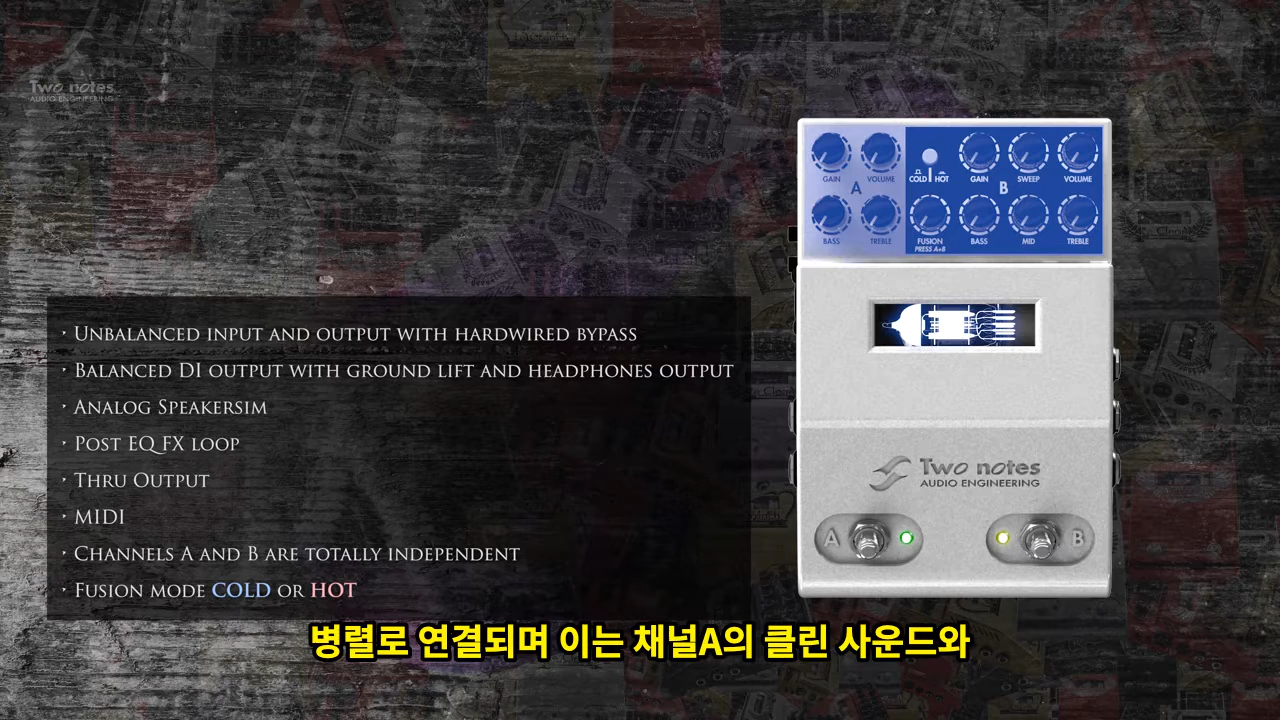 Two notes
AUDIO ENGINEERING
GAIN VOLUME COLD HOT GAIN SWEEP VOLUME
A B
BASS TREBLE FUSION BASS MID TREBLE
PRESS A+B
· Unbalanced input and output with hardwired bypass
· Balanced DI output with ground lift and headphones output
· Analog Speakersim
· Post EQ FX loop
· Thru Output
· MIDI
· Channels A and B are totally independent
· Fusion mode COLD or HOT
Two notes
AUDIO ENGINEERING
A B
병렬로 연결되며 이는 채널A의 클린 사운드와